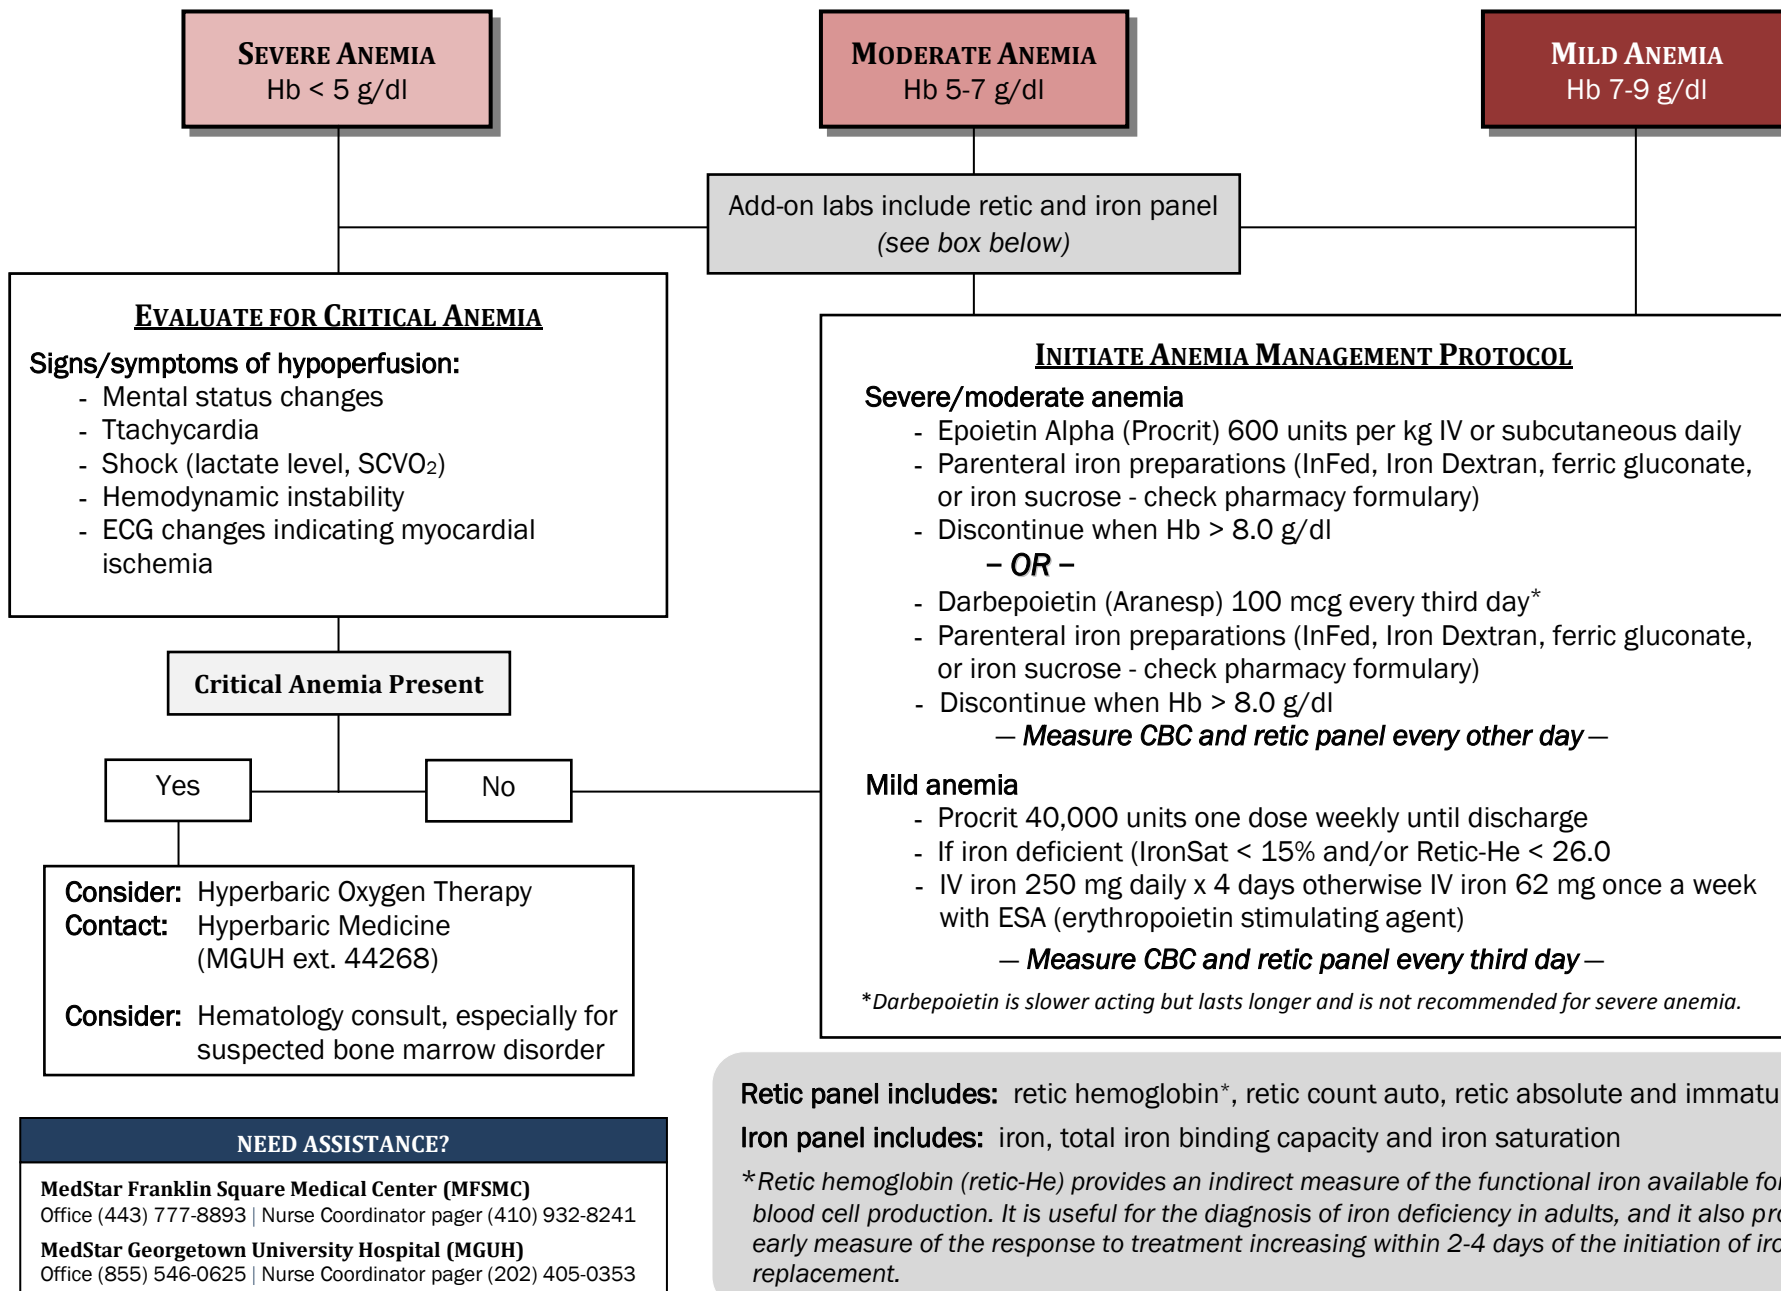 SEVERE ANEMIA
Hb < 5 g/dl
MODERATE ANEMIA
Hb 5-7 g/dl
MILD ANEMIA
Hb 7-9 g/dl
Add-on labs include retic and iron panel
(see box below)
EVALUATE FOR CRITICAL ANEMIA
Signs/symptoms of hypoperfusion:
- Mental status changes
- Ttachycardia
- Shock (lactate level, SCVO₂)
- Hemodynamic instability
- ECG changes indicating myocardial
ischemia
Critical Anemia Present
Yes
No
Consider: Hyperbaric Oxygen Therapy
Contact: Hyperbaric Medicine
(MGUH ext. 44268)
Consider: Hematology consult, especially for
suspected bone marrow disorder
INITIATE ANEMIA MANAGEMENT PROTOCOL
Severe/moderate anemia
- Epoietin Alpha (Procrit) 600 units per kg IV or subcutaneous daily
- Parenteral iron preparations (InFed, Iron Dextran, ferric gluconate,
or iron sucrose - check pharmacy formulary)
- Discontinue when Hb > 8.0 g/dl
– OR –
- Darbepoietin (Aranesp) 100 mcg every third day*
- Parenteral iron preparations (InFed, Iron Dextran, ferric gluconate,
or iron sucrose - check pharmacy formulary)
- Discontinue when Hb > 8.0 g/dl
— Measure CBC and retic panel every other day —
Mild anemia
- Procrit 40,000 units one dose weekly until discharge
- If iron deficient (IronSat < 15% and/or Retic-He < 26.0
- IV iron 250 mg daily x 4 days otherwise IV iron 62 mg once a week
with ESA (erythropoietin stimulating agent)
— Measure CBC and retic panel every third day —
*Darbepoietin is slower acting but lasts longer and is not recommended for severe anemia.
NEED ASSISTANCE?
MedStar Franklin Square Medical Center (MFSMC)
Office (443) 777-8893 | Nurse Coordinator pager (410) 932-8241
MedStar Georgetown University Hospital (MGUH)
Office (855) 546-0625 | Nurse Coordinator pager (202) 405-0353
Retic panel includes: retic hemoglobin*, retic count auto, retic absolute and immatu
Iron panel includes: iron, total iron binding capacity and iron saturation
*Retic hemoglobin (retic-He) provides an indirect measure of the functional iron available for
blood cell production. It is useful for the diagnosis of iron deficiency in adults, and it also pro
early measure of the response to treatment increasing within 2-4 days of the initiation of iro
replacement.